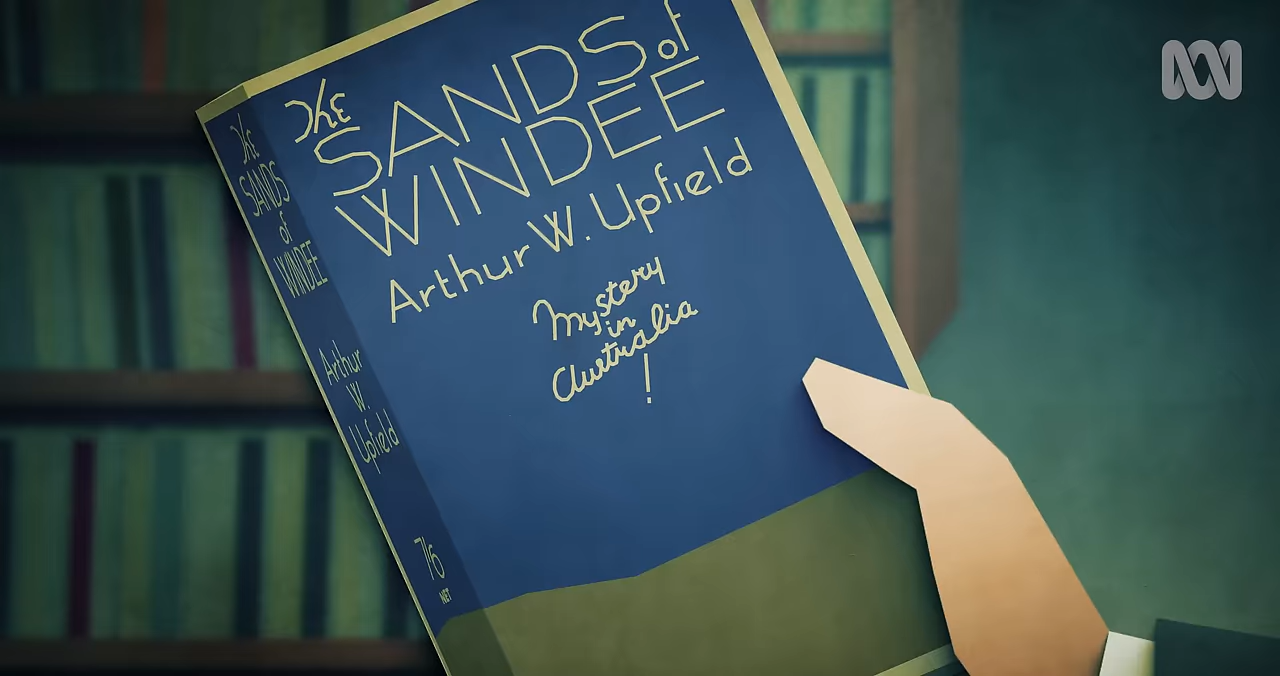 The
SANDS of
WINDEE
Arthur W. Upfield
Mystery
in
Australia
!
The
SANDS
of
WINDEE
Arthur
W.
Upfield
7/6
NET